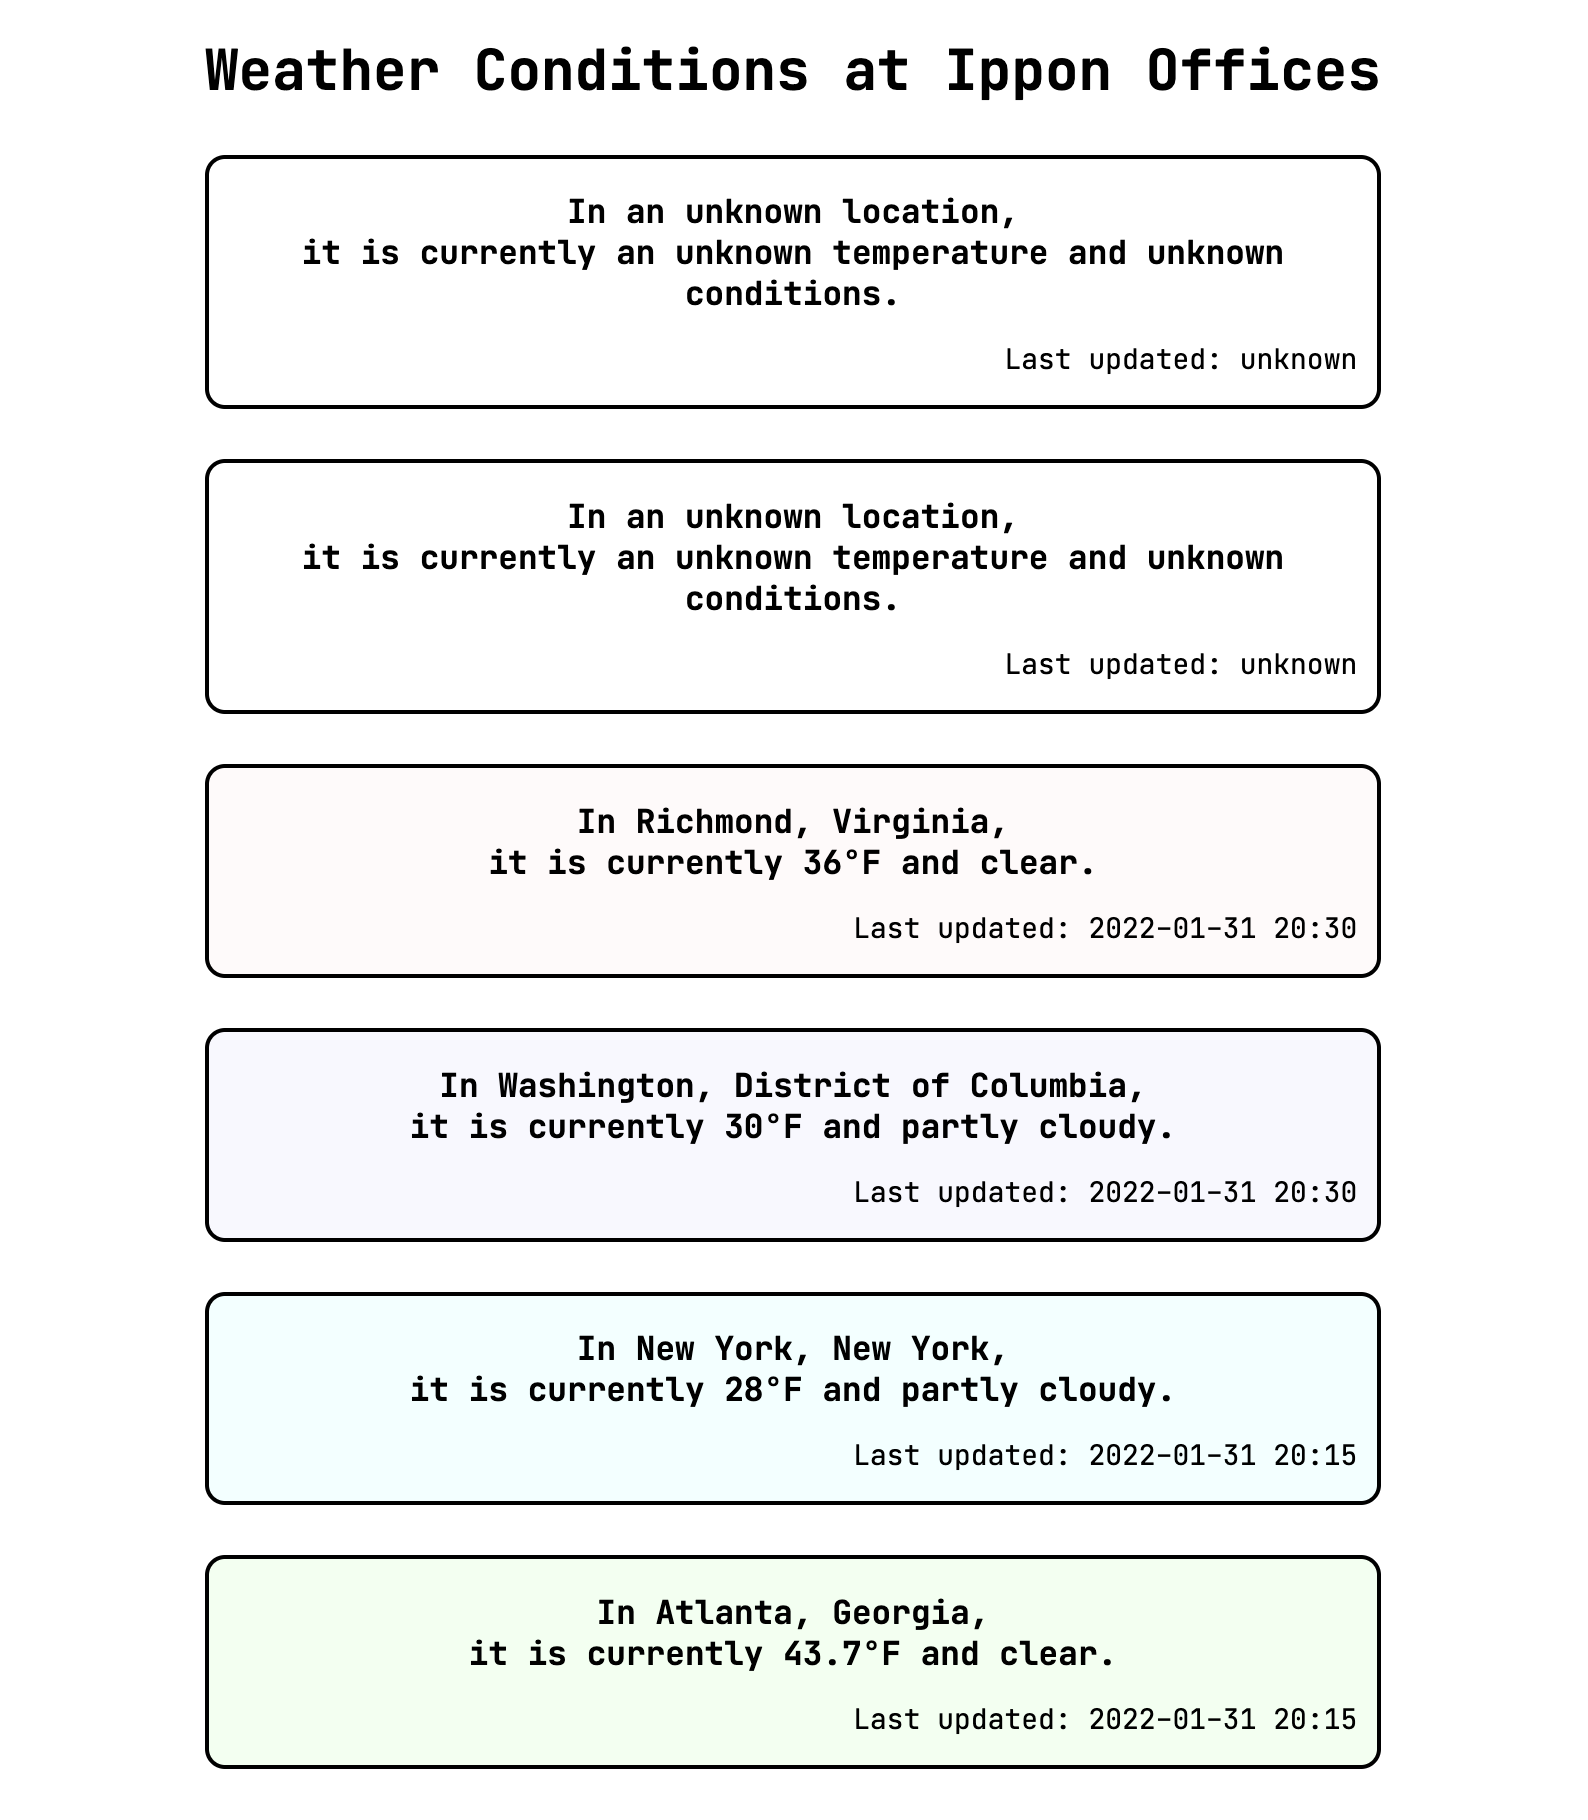 Weather Conditions at Ippon Offices
In an unknown location,
it is currently an unknown temperature and unknown
conditions.
Last updated: unknown
In an unknown location,
it is currently an unknown temperature and unknown
conditions.
Last updated: unknown
In Richmond, Virginia,
it is currently 36°F and clear.
Last updated: 2022-01-31 20:30
In Washington, District of Columbia,
it is currently 30°F and partly cloudy.
Last updated: 2022-01-31 20:30
In New York, New York,
it is currently 28°F and partly cloudy.
Last updated: 2022-01-31 20:15
In Atlanta, Georgia,
it is currently 43.7°F and clear.
Last updated: 2022-01-31 20:15